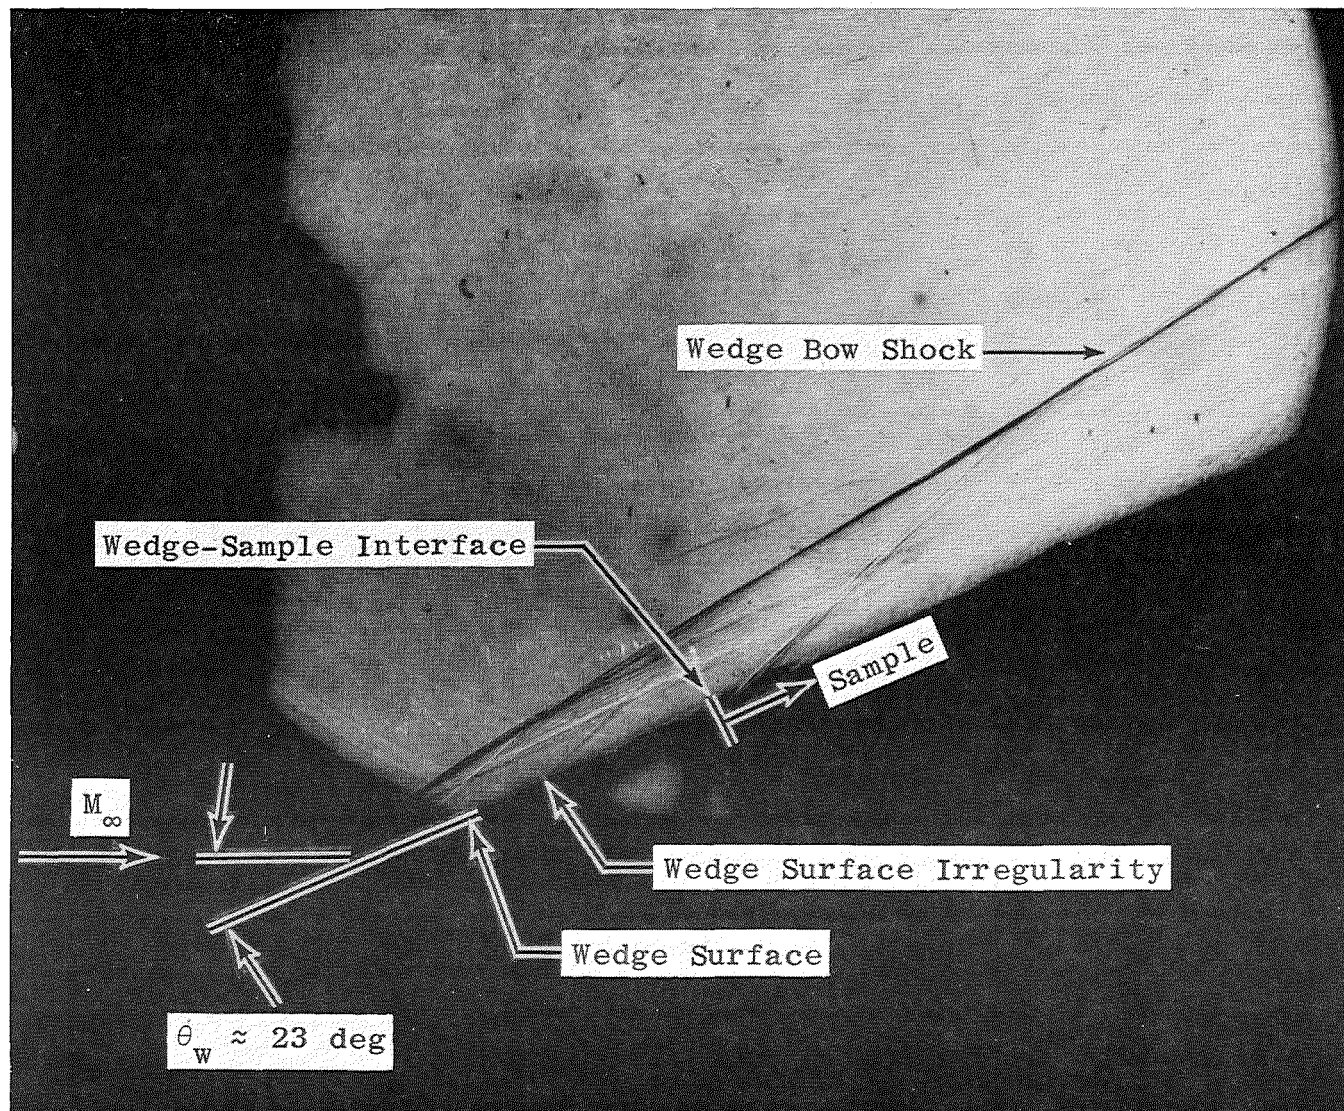 Wedge Bow Shock
Wedge-Sample Interface
Sample
M∞
Wedge Surface Irregularity
Wedge Surface
θw ≈ 23 deg